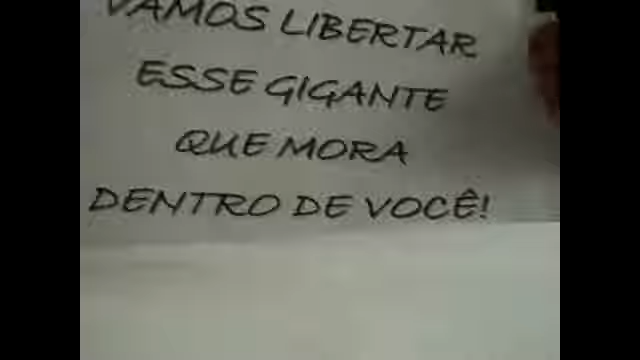 VAMOS LIBERTAR
ESSE GIGANTE
QUE MORA
DENTRO DE VOCÊ!